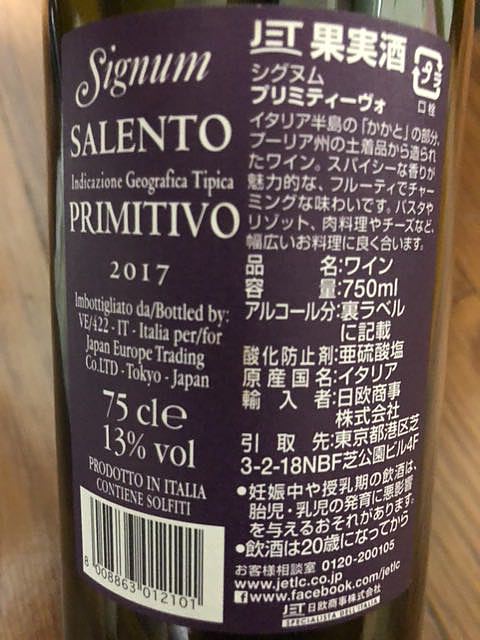 Signum
SALENTO
Indicazione Geografica Tipica
PRIMITIVO
2017
Imbottigliato da/Bottled by:
VE/422 - IT - Italia per/for
Japan Europe Trading
Co.LTD - Tokyo - Japan
75 cl℮
13% vol
PRODOTTO IN ITALIA
CONTIENE SOLFITI
8 008863 012101
JET 果実酒
タラ
口栓
シグヌム
プリミティーヴォ
イタリア半島の「かかと」の部分、
プーリア州の土着品から造られ
たワイン。スパイシーな香りが
魅力的な、フルーティでチャー
ミングな味わいです。パスタや
リゾット、肉料理やチーズなど、
幅広いお料理に良く合います。
品名:ワイン
容量:750ml
アルコール分:裏ラベル
に記載
酸化防止剤:亜硫酸塩
原産国名:イタリア
輸入者:日欧商事
株式会社
引取先:東京都港区芝
3-2-18NBF芝公園ビル4F
●妊娠中や授乳期の飲酒は、
胎児・乳児の発育に悪影響
を与えるおそれがあります。
●飲酒は20歳になってから
お客様相談室 0120-200105
www.jetlc.co.jp
www.facebook.com/jetlc
JET 日欧商事株式会社
SPECIALISTA DELL'ITALIA